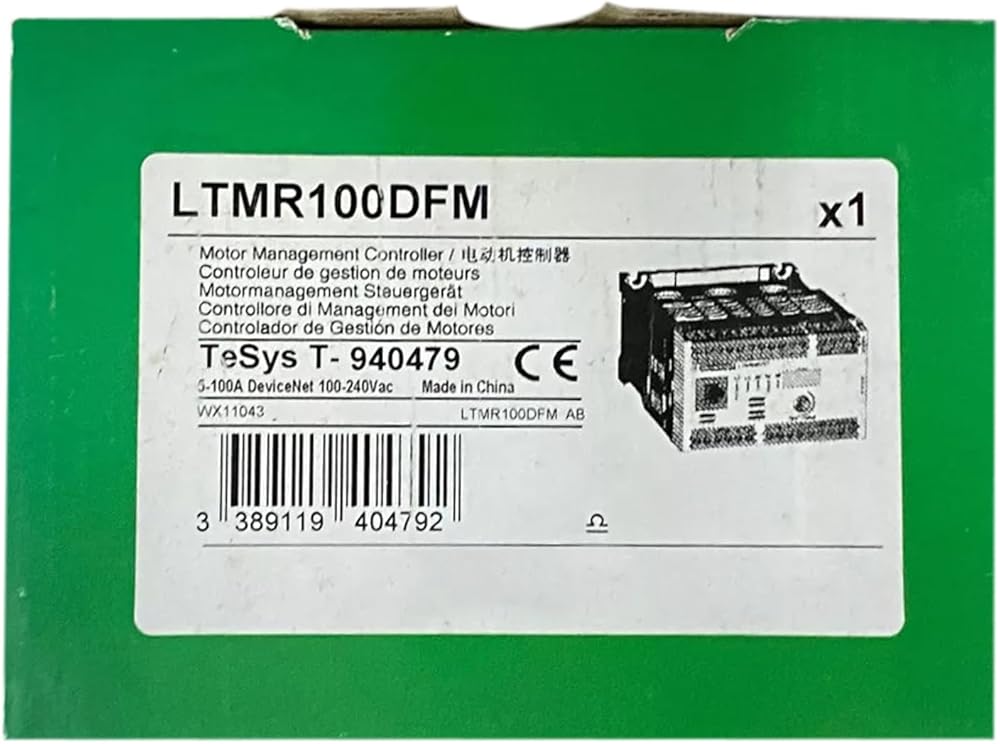 LTMR100DFM x1
Motor Management Controller / 电动机控制器
Controleur de gestion de moteurs
Motormanagement Steuergerät
Controllore di Management dei Motori
Controlador de Gestión de Motores
TeSys T- 940479 CE
5-100A DeviceNet 100-240Vac Made in China
WX11043 LTMR100DFM AB
3 389119 404792